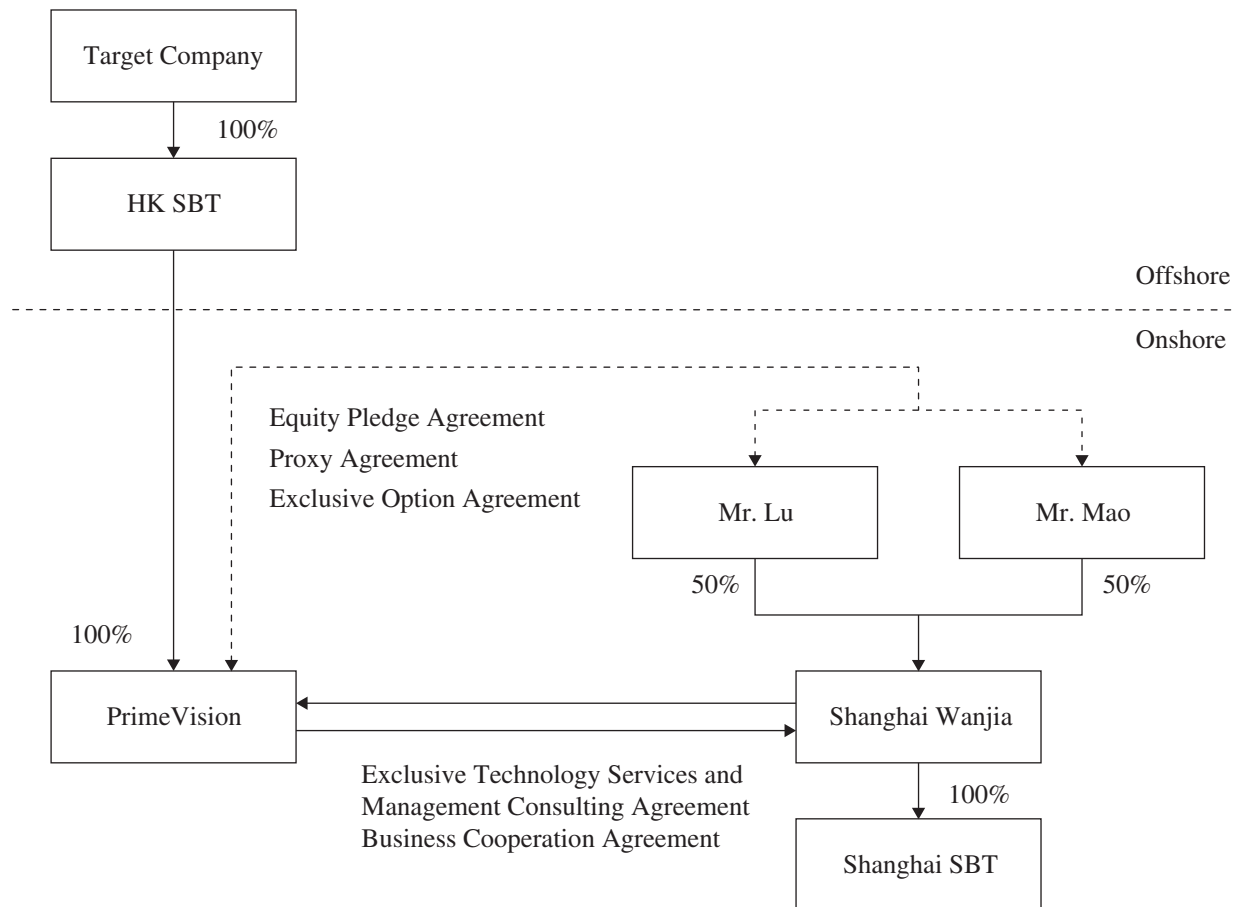 Target Company
100%
HK SBT
Offshore
Onshore
Equity Pledge Agreement
Proxy Agreement
Exclusive Option Agreement
Mr. Lu
Mr. Mao
50%
50%
100%
PrimeVision
Shanghai Wanjia
Exclusive Technology Services and
Management Consulting Agreement
Business Cooperation Agreement
100%
Shanghai SBT